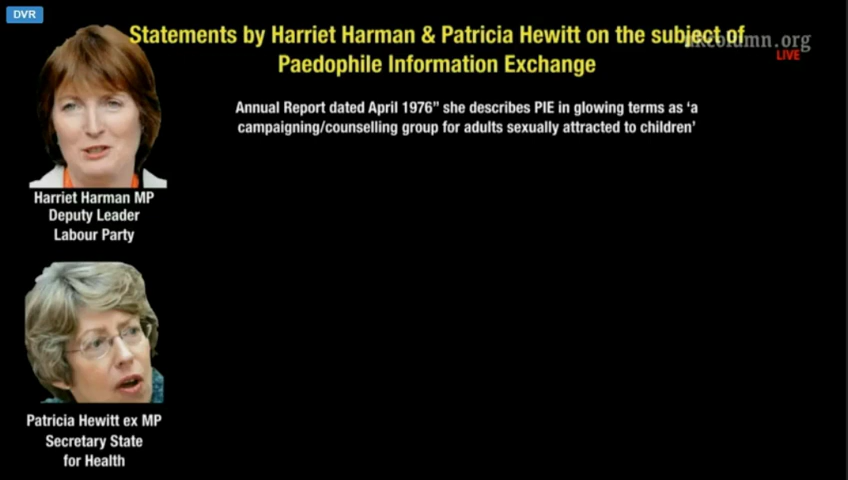 DVR
Statements by Harriet Harman & Patricia Hewitt on the subject of
Paedophile Information Exchange
ukcolumn.org
LIVE
Annual Report dated April 1976” she describes PIE in glowing terms as ‘a
campaigning/counselling group for adults sexually attracted to children’
Harriet Harman MP
Deputy Leader
Labour Party
Patricia Hewitt ex MP
Secretary State
for Health